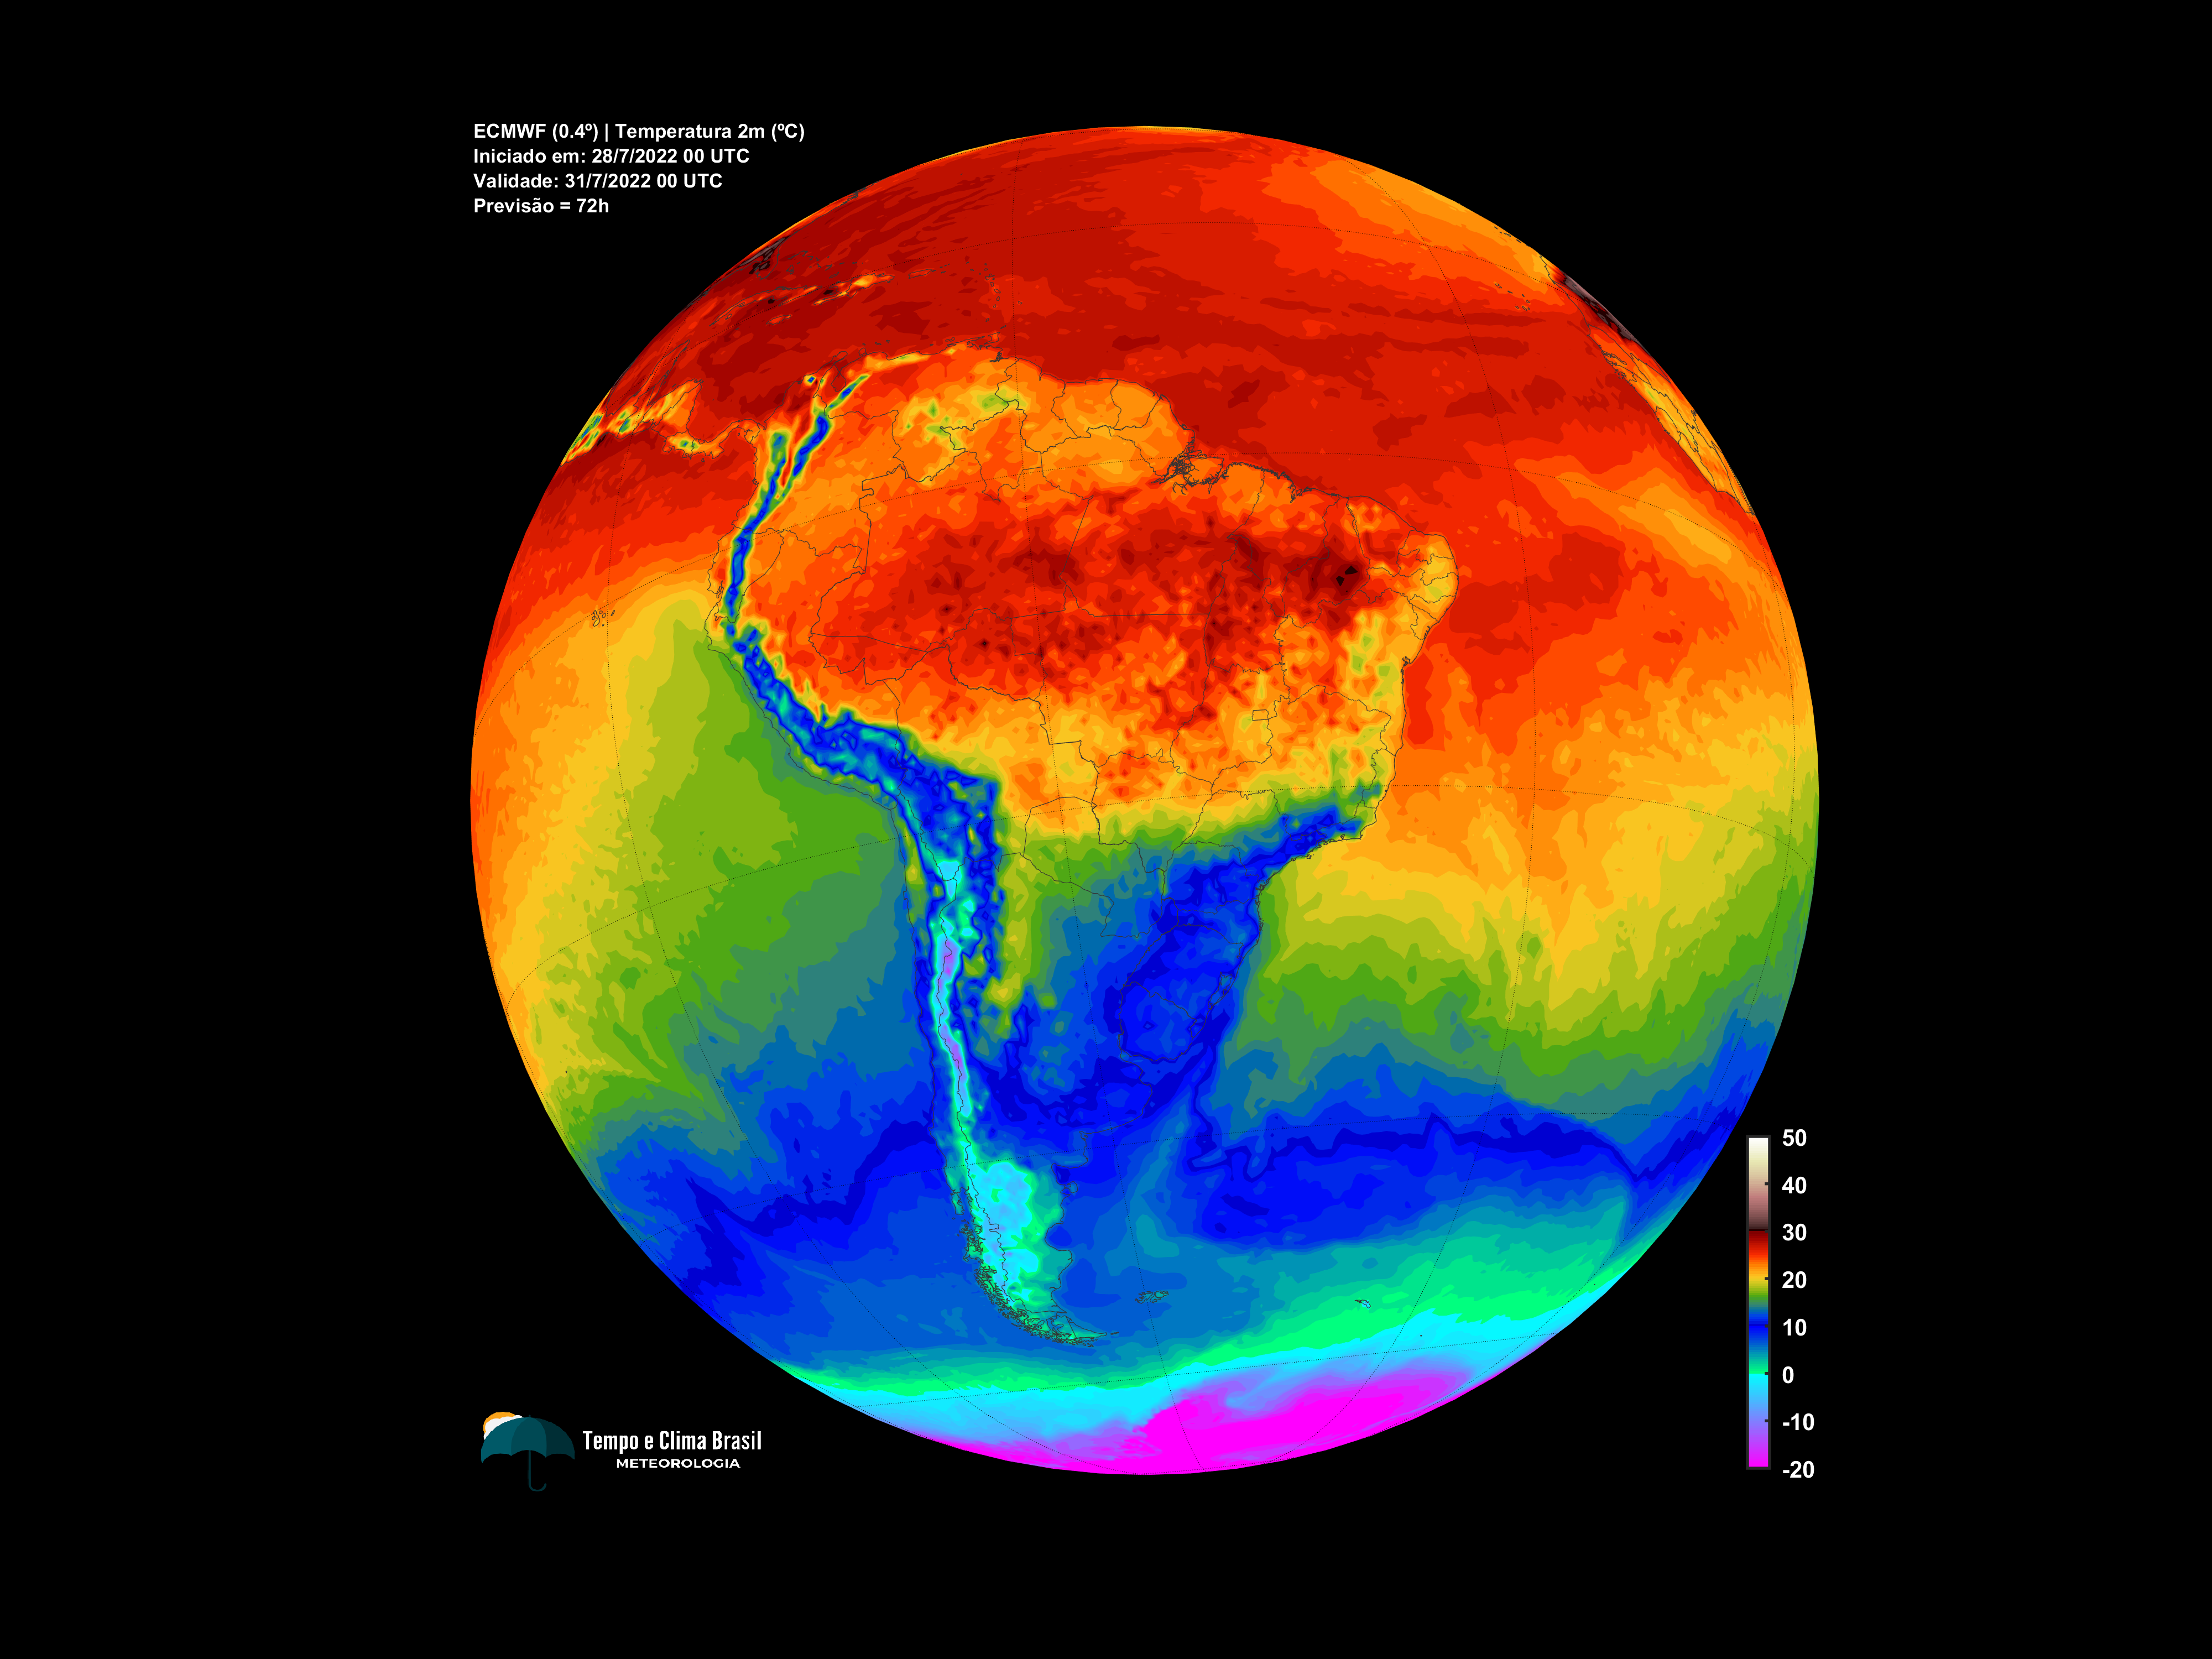 ECMWF (0.4º) | Temperatura 2m (ºC)
Iniciado em: 28/7/2022 00 UTC
Validade: 31/7/2022 00 UTC
Previsão = 72h
50
40
30
20
10
0
-10
-20
Tempo e Clima Brasil
METEOROLOGIA